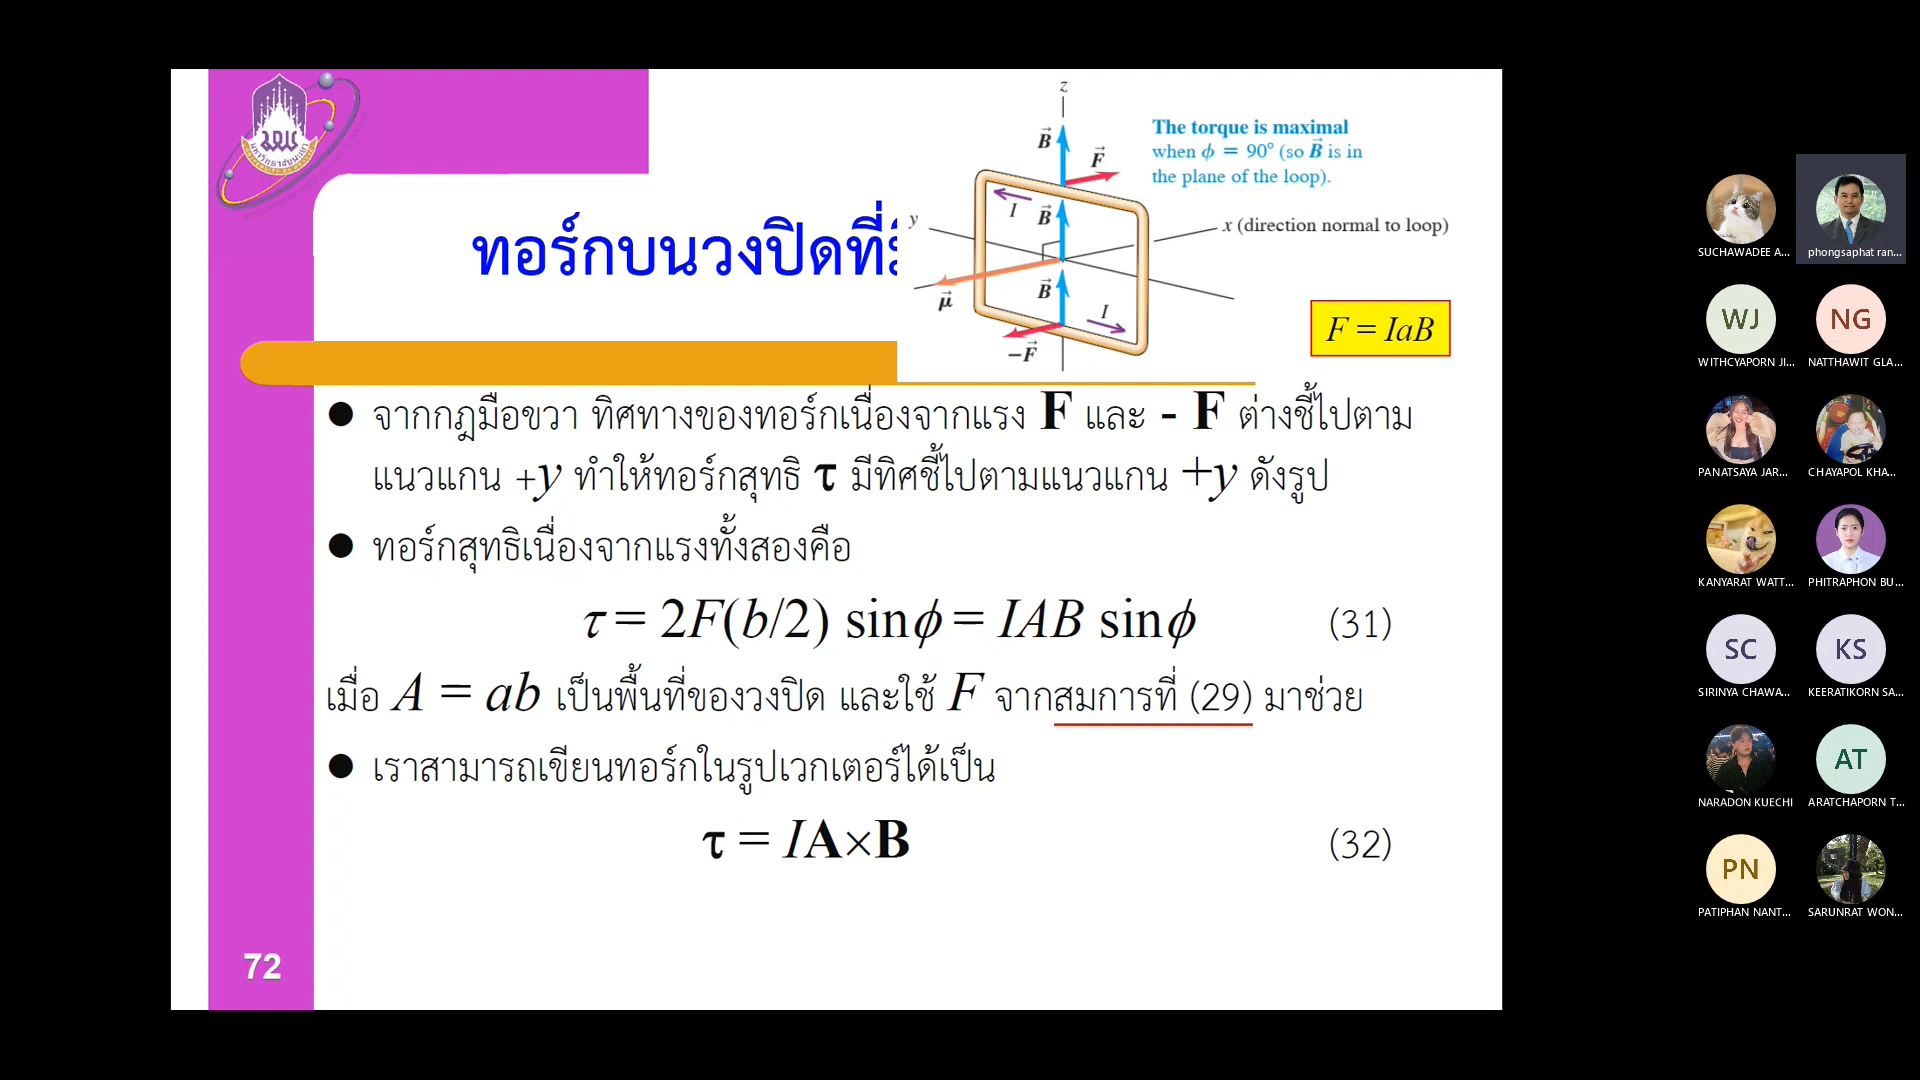 z
B
F
The torque is maximal
when ϕ = 90° (so B is in
the plane of the loop).
I
B
y
x (direction normal to loop)
μ
B
I
−F
F = IaB
ทอร์กบนวงปิดที่
จากกฎมือขวา ทิศทางของทอร์กเนื่องจากแรง F และ - F ต่างชี้ไปตาม
แนวแกน +y ทำให้ทอร์กสุทธิ τ มีทิศชี้ไปตามแนวแกน +y ดังรูป
ทอร์กสุทธิเนื่องจากแรงทั้งสองคือ
τ = 2F(b/2) sinϕ = IAB sinϕ (31)
เมื่อ A = ab เป็นพื้นที่ของวงปิด และใช้ F จากสมการที่ (29) มาช่วย
เราสามารถเขียนทอร์กในรูปเวกเตอร์ได้เป็น
τ = IA×B (32)
72
SUCHAWADEE A...
phongsaphat ran...
WJ
NG
WITHCYAPORN JI...
NATTHAWIT GLA...
PANATSAYA JAR...
CHAYAPOL KHA...
KANYARAT WATT...
PHITRAPHON BU...
SC
KS
SIRINYA CHAWA...
KEERATIKORN SA...
AT
NARADON KUECHI
ARATCHAPORN T...
PN
PATIPHAN NANT...
SARUNRAT WON...